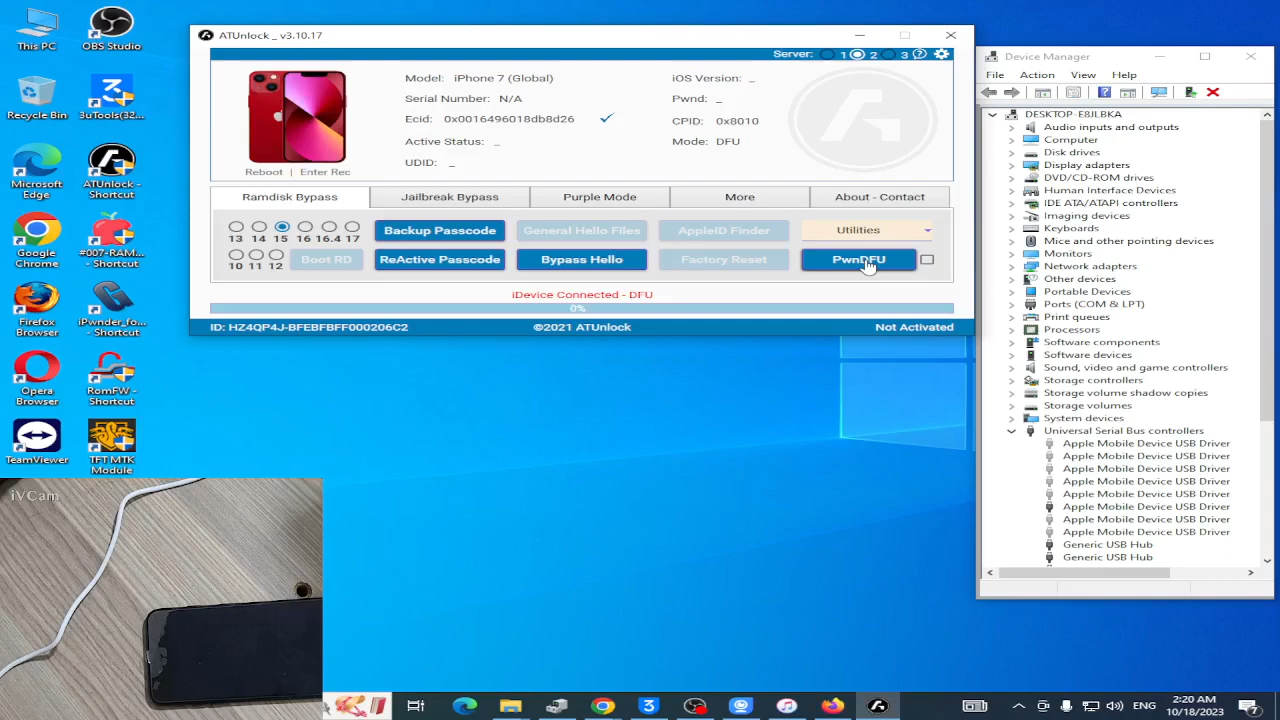 This PC
OBS Studio
Recycle Bin
3uTools(32...
Microsoft
Edge
ATUnlock -
Shortcut
Google
Chrome
#007-RAM...
Firefox
Browser
iPwnder_fo...
- Shortcut
Opera
Browser
RomFW -
Shortcut
TeamViewer
TFT MTK
Module
ATUnlock _ v3.10.17
Server: 1 2 3
Model: iPhone 7 (Global)
iOS Version: _
Serial Number: N/A
Pwnd: _
Ecid: 0x0016496018db8d26
CPID: 0x8010
Active Status: _
Mode: DFU
UDID: _
Reboot | Enter Rec
Ramdisk Bypass
Jailbreak Bypass
Purple Mode
More
About - Contact
13 14 15 16 16.4 17
Backup Passcode
General Hello Files
AppleID Finder
Utilities
10 11 12
Boot RD
ReActive Passcode
Bypass Hello
Factory Reset
PwnDFU
iDevice Connected - DFU
0%
ID: HZ4QP4J-BFEBFBFF000206C2
©2021 ATUnlock
Not Activated
Device Manager
File Action View Help
DESKTOP-E8JLBKA
Audio inputs and outputs
Computer
Disk drives
Display adapters
DVD/CD-ROM drives
Human Interface Devices
IDE ATA/ATAPI controllers
Imaging devices
Keyboards
Mice and other pointing devices
Monitors
Network adapters
Other devices
Portable Devices
Ports (COM & LPT)
Print queues
Processors
Software components
Software devices
Sound, video and game controllers
Storage controllers
Storage volume shadow copies
Storage volumes
System devices
Universal Serial Bus controllers
Apple Mobile Device USB Driver
Apple Mobile Device USB Driver
Apple Mobile Device USB Driver
Apple Mobile Device USB Driver
Apple Mobile Device USB Driver
Apple Mobile Device USB Driver
Apple Mobile Device USB Driver
Apple Mobile Device USB Driver
Generic USB Hub
Generic USB Hub
iVCam
ENG
2:20 AM
10/18/2023
7